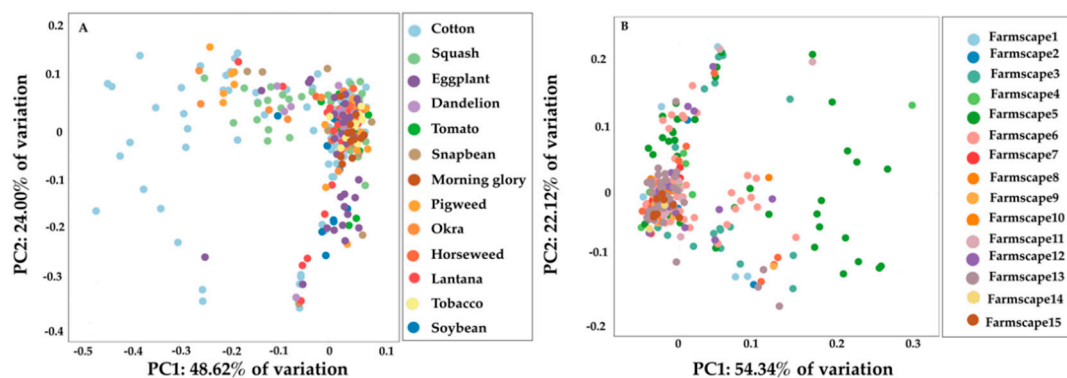 A
PC2: 24.00% of variation
0.2
0.1
0
-0.1
-0.2
-0.3
-0.4
-0.5
-0.3
-0.2
-0.1
0
0.1
PC1: 48.62% of variation
Cotton
Squash
Eggplant
Dandelion
Tomato
Snapbean
Morning glory
Pigweed
Okra
Horseweed
Lantana
Tobacco
Soybean
B
PC2: 22.12% of variation
0.2
0.1
0
-0.1
-0.2
0
0.1
0.2
0.3
PC1: 54.34% of variation
Farmscape1
Farmscape2
Farmscape3
Farmscape4
Farmscape5
Farmscape6
Farmscape7
Farmscape8
Farmscape9
Farmscape10
Farmscape11
Farmscape12
Farmscape13
Farmscape14
Farmscape15